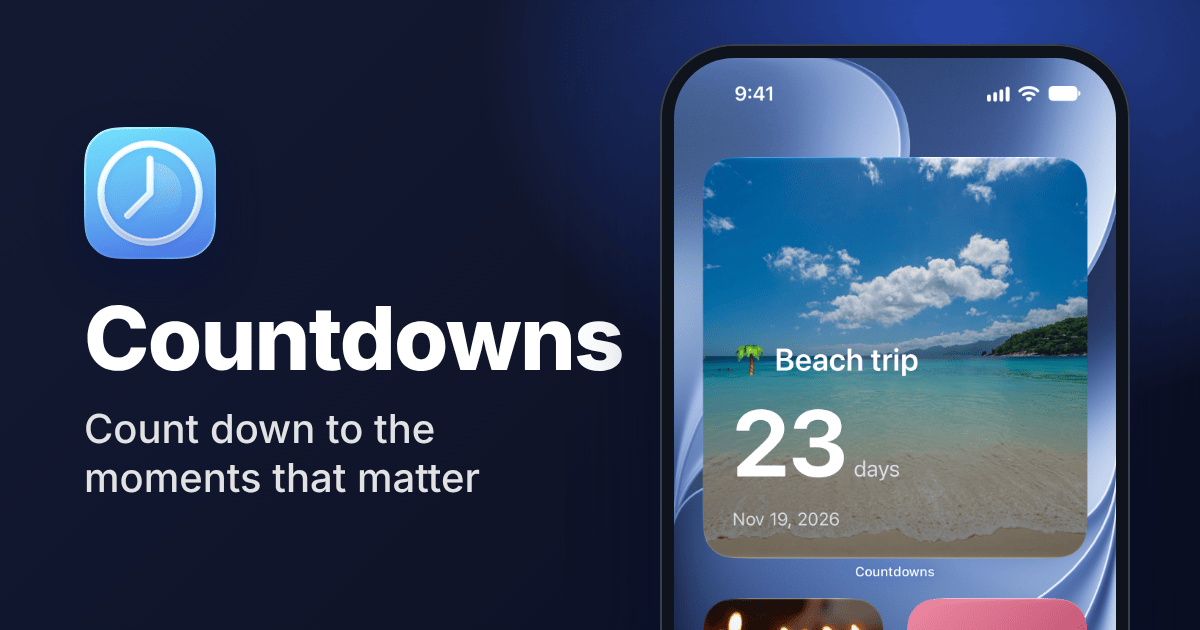 Countdowns
Count down to the
moments that matter
9:41
🌴 Beach trip
23 days
Nov 19, 2026
Countdowns